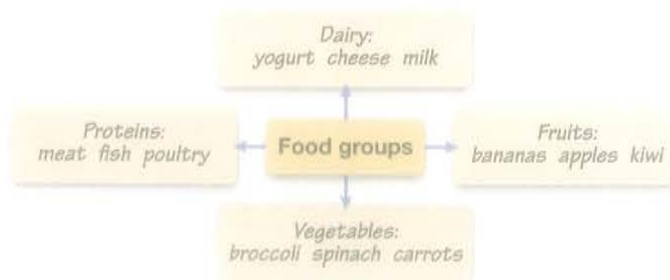 Dairy:
yogurt cheese milk
Proteins:
meat fish poultry
Food groups
Fruits:
bananas apples kiwi
Vegetables:
broccoli spinach carrots